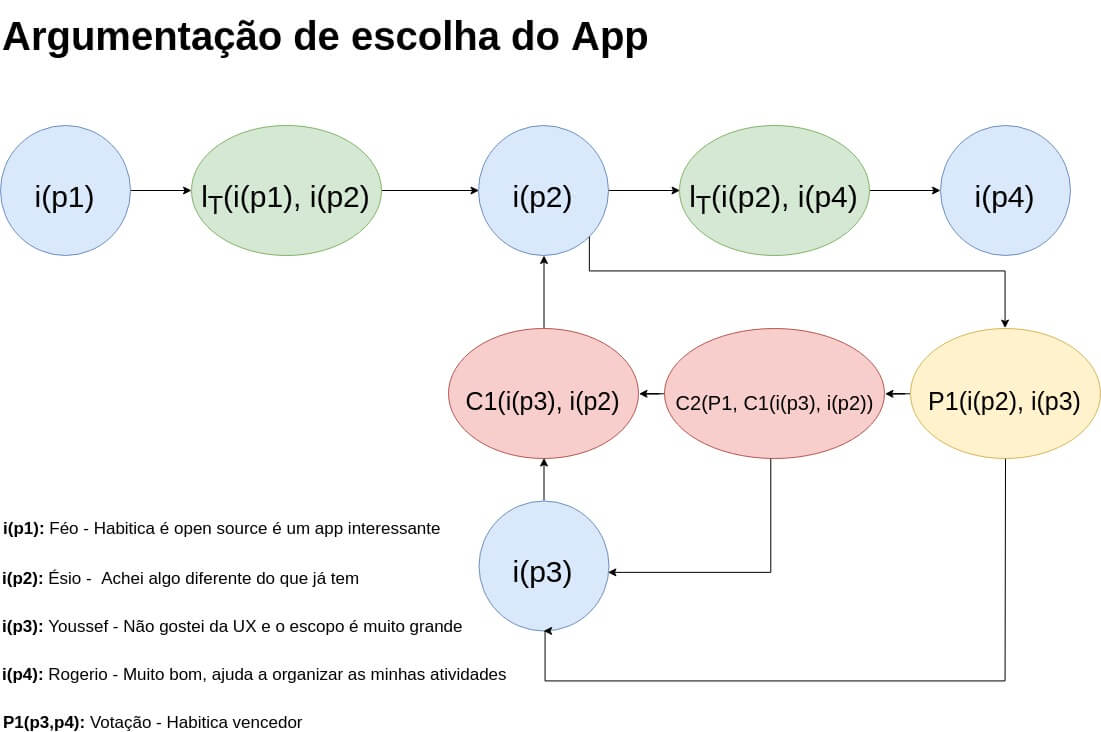 Argumentação de escolha do App
i(p1)
lT(i(p1), i(p2)
i(p2)
lT(i(p2), i(p4)
i(p4)
C1(i(p3), i(p2)
C2(P1, C1(i(p3), i(p2))
P1(i(p2), i(p3)
i(p3)
i(p1): Féo - Habitica é open source é um app interessante
i(p2): Ésio - Achei algo diferente do que já tem
i(p3): Youssef - Não gostei da UX e o escopo é muito grande
i(p4): Rogerio - Muito bom, ajuda a organizar as minhas atividades
P1(p3,p4): Votação - Habitica vencedor